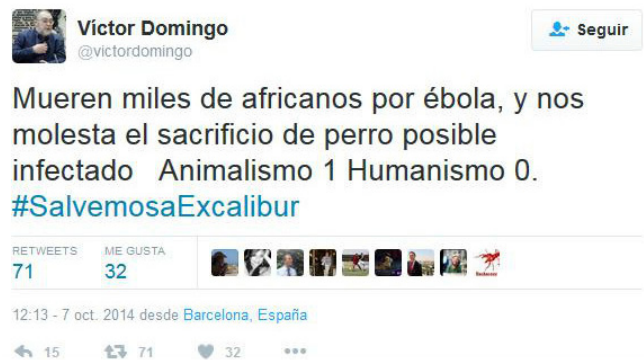 Víctor Domingo
@victordomingo
Seguir
Mueren miles de africanos por ébola, y nos
molesta el sacrificio de perro posible
infectado   Animalismo 1 Humanismo 0.
#SalvemosaExcalibur
RETWEETS ME GUSTA
71 32
12:13 - 7 oct. 2014 desde Barcelona, España
15 71 32